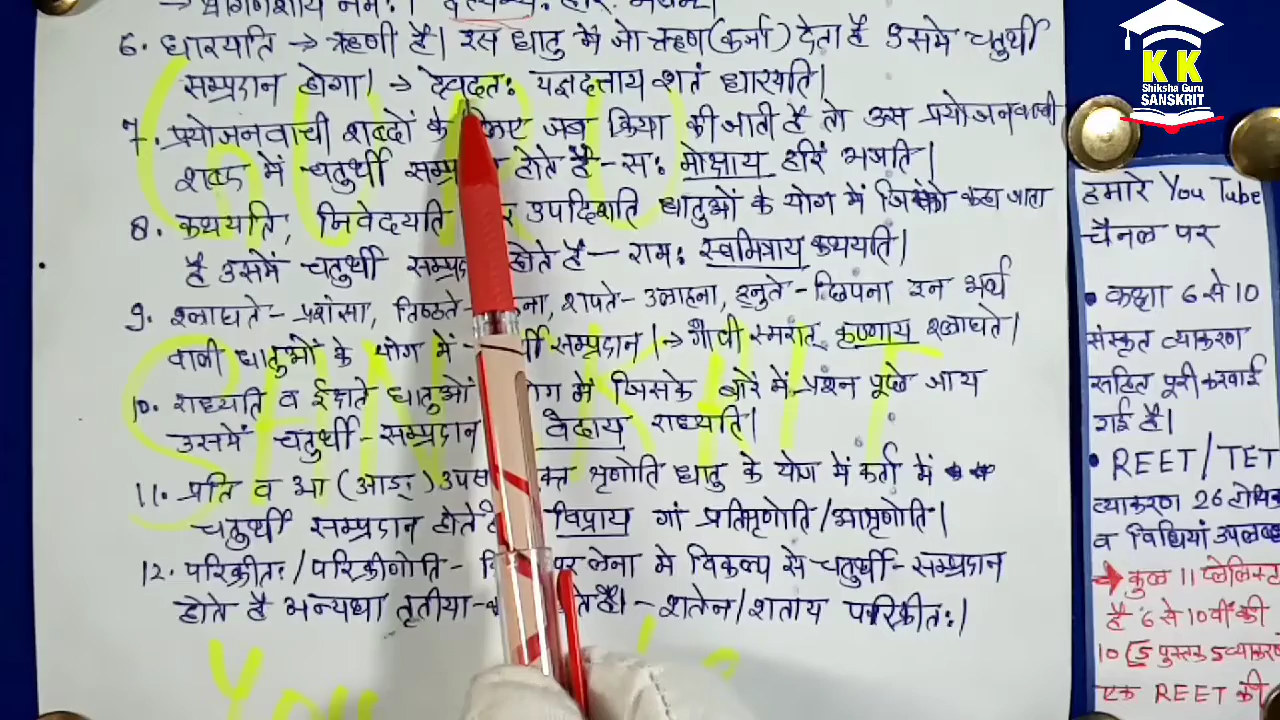 6. धारयति → ऋणी है। इस धातु में जो ऋण (कर्जा) देता है उसमे चतुर्थी
सम्प्रदान होगा। → देवदतः यज्ञदत्ताय शतं धारयति।
7. प्रयोजनवाची शब्दों के लिए जब क्रिया की जाती है तो उस प्रयोजनवाची
शब्द में चतुर्थी होते है - सः मोक्षाय हरिं भजति।
8. कथयति, निवेदयति उपदिशति धातुओं के योग में जिसको कहा जाता
है उसमें चतुर्थी होते है – रामः स्वमित्राय कथयति।
9. श्लाघते - प्रशंसा, तिष्ठते- शपते- उलाहना, ह्नुते - छिपना इन अर्थ
वाली धातुओं के योग में सम्प्रदान। → गोपी स्मरात् कृष्णाय श्लाघते।
10. राध्यति व ईक्षते धातुओं में जिसके बारे में प्रश्न पूछे जाय
उसमें चतुर्थी - सम्प्रदान वेदाय राध्यति।
11. प्रति व आ (आङ्) श्रृणोति धातु के योग में कर्ता में
चतुर्थी सम्प्रदान होते है विप्राय गां प्रतिश्रृणोति / आश्रृणोति।
12. परिक्रीतः / परिक्रीणोति - पर लेना मे विकल्प से चतुर्थी - सम्प्रदान
होते है अन्यथा तृतीया - है। - शतेन / शताय परिक्रीतः।
KK
Shiksha Guru
SANSKRIT
हमारे You Tube
चैनल पर
• कक्षा 6 से 10
संस्कृत व्याकरण
सहित पूरी करवाई
गई है।
• REET / TET
व्याकरण 26 टॉपिक
व विधियां उपलब्ध
→ कुल 11 प्लेलिस्ट
है 6 से 10वीं की
10 (5 पुस्तक 5 व्याकरण
एक REET की
SANSKRIT
You